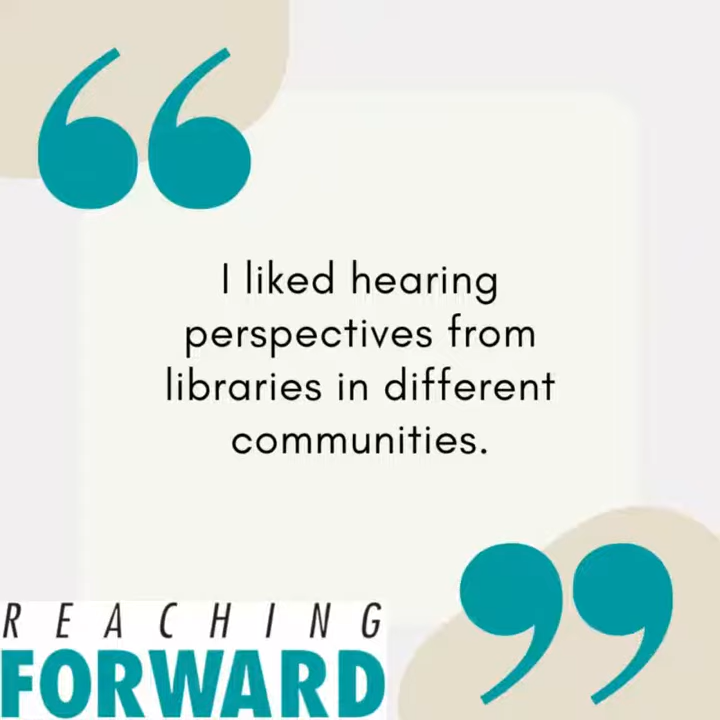 I liked hearing
perspectives from
libraries in different
communities.
REACHING
FORWARD